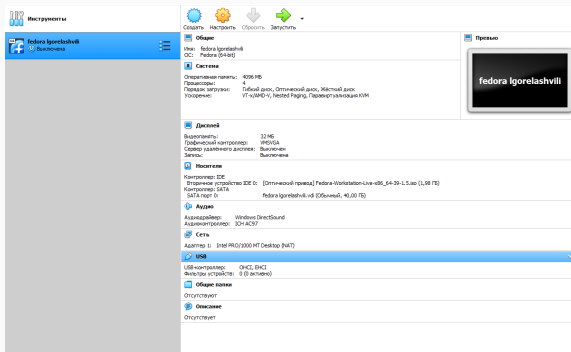 Инструменты
fedora lgorelashvili
Выключена
Создать Настроить Сбросить Запустить
Общие
Имя: fedora lgorelashvili
ОС: Fedora (64-bit)
Система
Оперативная память: 4096 МБ
Процессоры: 4
Порядок загрузки: Гибкий диск, Оптический диск, Жёсткий диск
Ускорение: VT-x/AMD-V, Nested Paging, Паравиртуализация KVM
Превью
fedora lgorelashvili
Дисплей
Видеопамять: 32 МБ
Графический контроллер: VMSVGA
Сервер удалённого дисплея: Выключен
Запись: Выключена
Носители
Контроллер: IDE
Вторичное устройство IDE 0: [Оптический привод] Fedora-Workstation-Live-x86_64-39-1.5.iso (1,98 ГБ)
Контроллер: SATA
SATA порт 0: fedora lgorelashvili.vdi (Обычный, 40,00 ГБ)
Аудио
Аудиодрайвер: Windows DirectSound
Аудиоконтроллер: ICH AC97
Сеть
Адаптер 1: Intel PRO/1000 MT Desktop (NAT)
USB
USB-контроллер: OHCI, EHCI
Фильтры устройств: 0 (0 активно)
Общие папки
Отсутствуют
Описание
Отсутствует